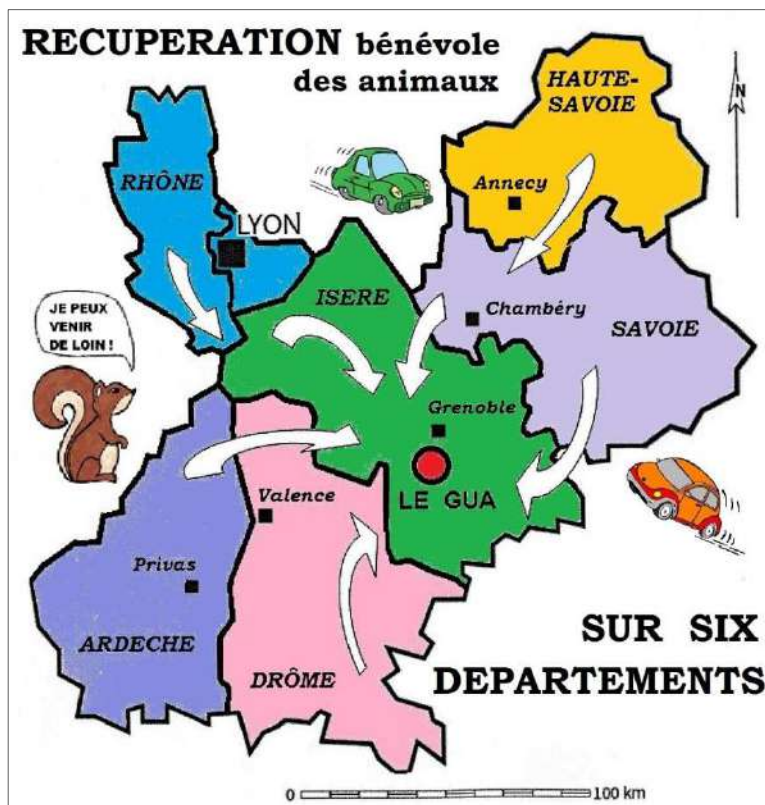 RECUPERATION bénévole
des animaux
HAUTE-
SAVOIE
N
RHÔNE
Annecy
LYON
ISERE
JE PEUX
VENIR
DE LOIN !
Chambéry
SAVOIE
Grenoble
LE GUA
Valence
Privas
ARDECHE
DRÔME
SUR SIX
DEPARTEMENTS
0 100 km